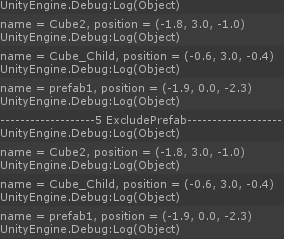 UnityEngine.Debug:Log(Object)
name = Cube2, position = (-1.8, 3.0, -1.0)
UnityEngine.Debug:Log(Object)
name = Cube_Child, position = (-0.6, 3.0, -0.4)
UnityEngine.Debug:Log(Object)
name = prefab1, position = (-1.9, 0.0, -2.3)
UnityEngine.Debug:Log(Object)
-------------------5 ExcludePrefab-------------------
UnityEngine.Debug:Log(Object)
name = Cube2, position = (-1.8, 3.0, -1.0)
UnityEngine.Debug:Log(Object)
name = Cube_Child, position = (-0.6, 3.0, -0.4)
UnityEngine.Debug:Log(Object)
name = prefab1, position = (-1.9, 0.0, -2.3)
UnityEngine.Debug:Log(Object)